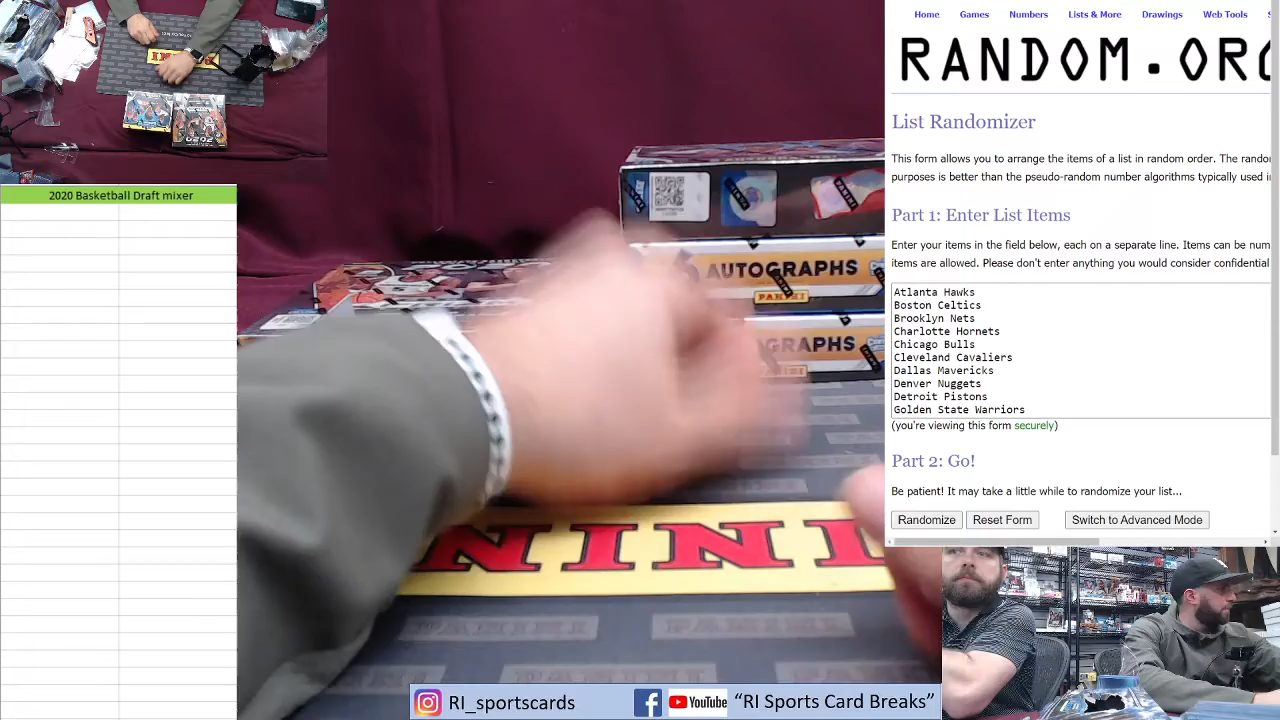 2020 Basketball Draft mixer
AUTOGRAPHS
PANINI
RAPHS
NINI
PANINI
PANINI
RI_sportscards
YouTube
"RI Sports Card Breaks"
Home Games Numbers Lists & More Drawings Web Tools
RANDOM.ORG
List Randomizer
This form allows you to arrange the items of a list in random order. The rando
purposes is better than the pseudo-random number algorithms typically used i
Part 1: Enter List Items
Enter your items in the field below, each on a separate line. Items can be num
items are allowed. Please don't enter anything you would consider confidential
Atlanta Hawks
Boston Celtics
Brooklyn Nets
Charlotte Hornets
Chicago Bulls
Cleveland Cavaliers
Dallas Mavericks
Denver Nuggets
Detroit Pistons
Golden State Warriors
(you're viewing this form securely)
Part 2: Go!
Be patient! It may take a little while to randomize your list...
Randomize Reset Form Switch to Advanced Mode